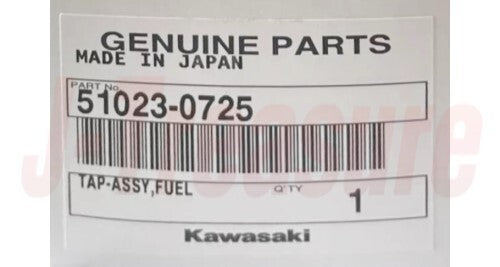 GENUINE PARTS
MADE IN JAPAN
PART No.
51023-0725
TAP-ASSY,FUEL
Q'TY
1
Kawasaki